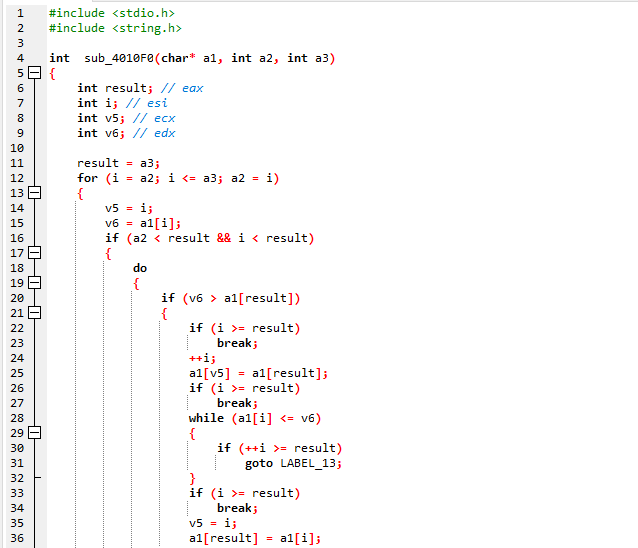 1 #include <stdio.h>
2 #include <string.h>
3
4 int  sub_4010F0(char* a1, int a2, int a3)
5 {
6     int result; // eax
7     int i; // esi
8     int v5; // ecx
9     int v6; // edx
10
11     result = a3;
12     for (i = a2; i <= a3; a2 = i)
13     {
14         v5 = i;
15         v6 = a1[i];
16         if (a2 < result && i < result)
17         {
18             do
19             {
20                 if (v6 > a1[result])
21                 {
22                     if (i >= result)
23                         break;
24                     ++i;
25                     a1[v5] = a1[result];
26                     if (i >= result)
27                         break;
28                     while (a1[i] <= v6)
29                     {
30                         if (++i >= result)
31                             goto LABEL_13;
32                     }
33                     if (i >= result)
34                         break;
35                     v5 = i;
36                     a1[result] = a1[i];